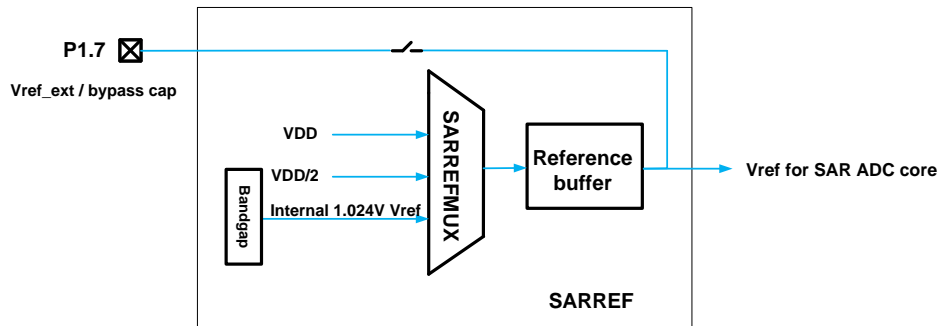 P1.7
Vref_ext / bypass cap
VDD
VDD/2
Bandgap
Internal 1.024V Vref
SARREFMUX
Reference
buffer
Vref for SAR ADC core
SARREF